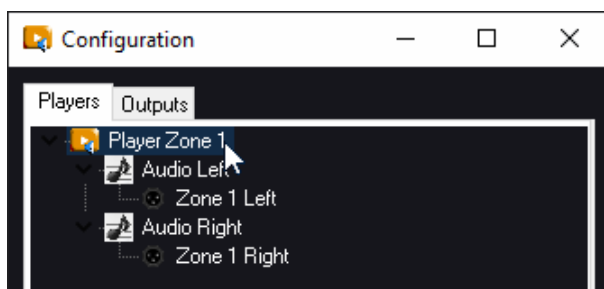 Configuration
Players Outputs
Player Zone 1
Audio Left
Zone 1 Left
Audio Right
Zone 1 Right